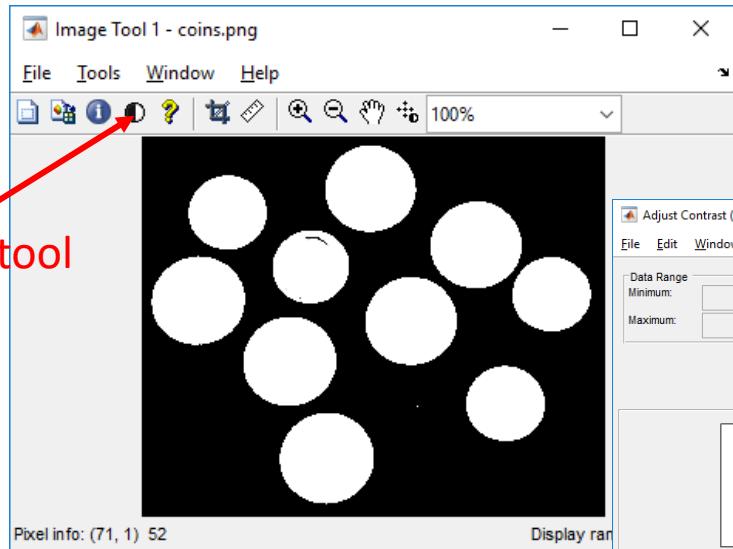 Image Tool 1 - coins.png
File Tools Window Help
100%
tool
Adjust Contrast (
File Edit Window
Data Range
Minimum:
Maximum:
Pixel info: (71, 1) 52
Display ran